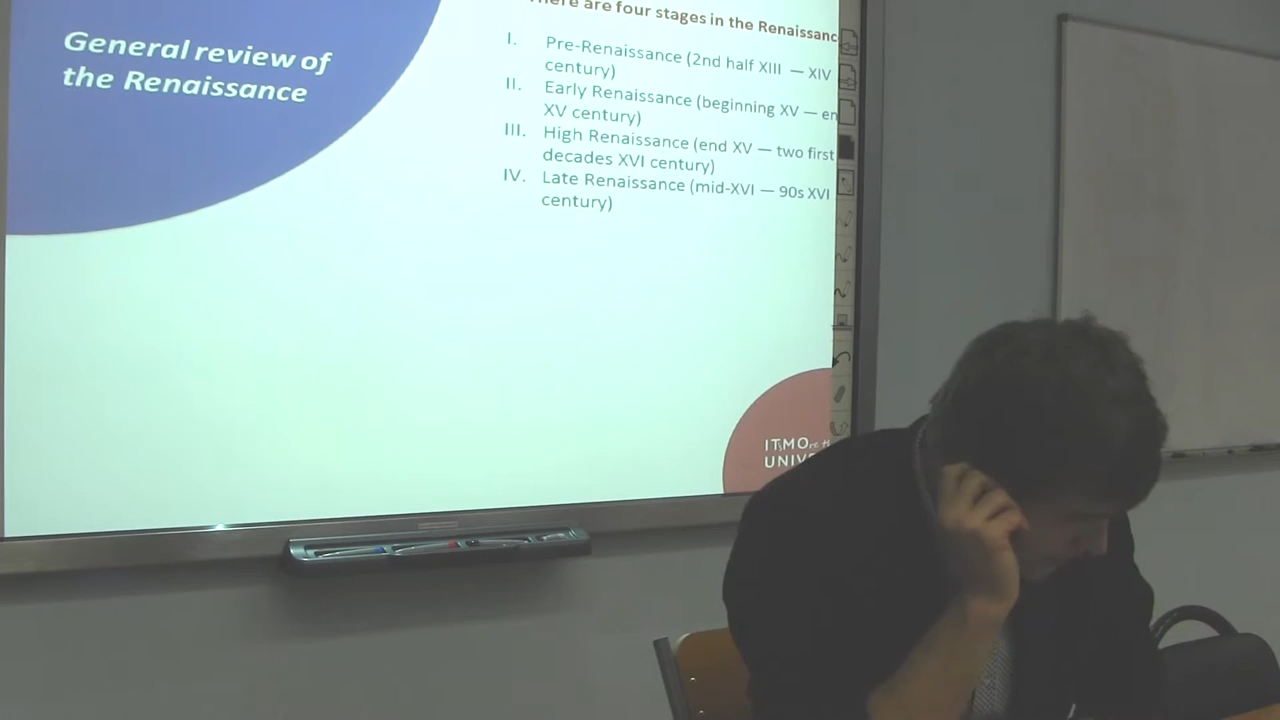 General review of
the Renaissance
There are four stages in the Renaissanc
I. Pre-Renaissance (2nd half XIII — XIV
century)
II. Early Renaissance (beginning XV — en
XV century)
III. High Renaissance (end XV — two first
decades XVI century)
IV. Late Renaissance (mid-XVI — 90s XVI
century)
ITMO
UNIVE